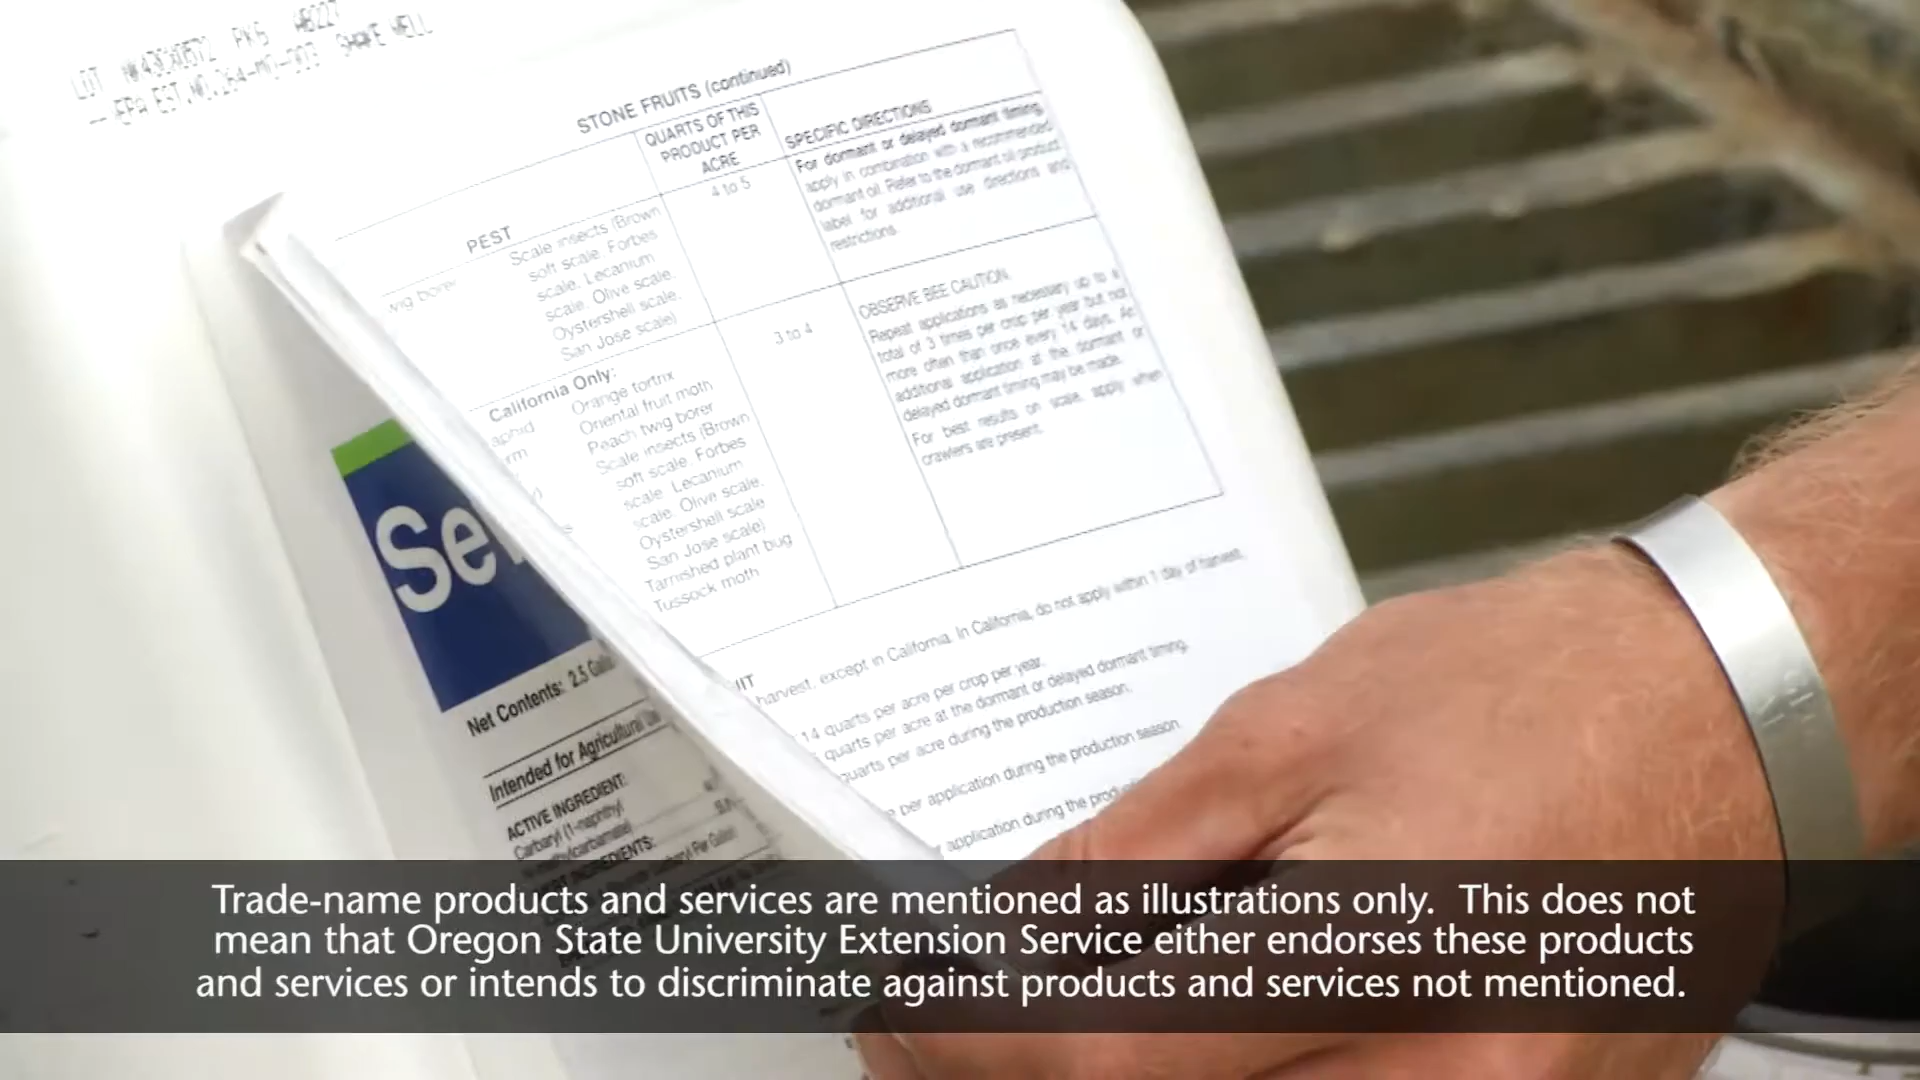 SHAKE WELL
STONE FRUITS (continued)
PEST
QUARTS OF THIS
PRODUCT PER
ACRE
SPECIFIC DIRECTIONS
twig borer
Scale insects (Brown
soft scale, Forbes
scale, Lecanium
scale, Olive scale,
Oystershell scale,
San Jose scale)
4 to 5
For dormant or delayed dormant timing,
apply in combination with a recommended
dormant oil. Refer to the dormant oil product
label for additional use directions and
restrictions.
California Only:
aphid
Orange tortrix
Oriental fruit moth
Peach twig borer
Scale insects (Brown
soft scale, Forbes
scale, Lecanium
scale, Olive scale,
Oystershell scale
San Jose scale)
Tarnished plant bug
Tussock moth
3 to 4
OBSERVE BEE CAUTION.
Repeat applications as necessary up to a
total of 3 times per crop per year but not
more often than once every 14 days. An
additional application at the dormant or
delayed dormant timing may be made.
For best results on scale, apply when
crawlers are present.
harvest, except in California. In California, do not apply within 1 day of harvest.
14 quarts per acre per crop per year.
quarts per acre at the dormant or delayed dormant timing.
quarts per acre during the production season.
per application during the production season.
application during the
Net Contents: 2.5
Intended for Agricultural
ACTIVE INGREDIENT:
Carbaryl (1-naphthyl
Trade-name products and services are mentioned as illustrations only. This does not
mean that Oregon State University Extension Service either endorses these products
and services or intends to discriminate against products and services not mentioned.